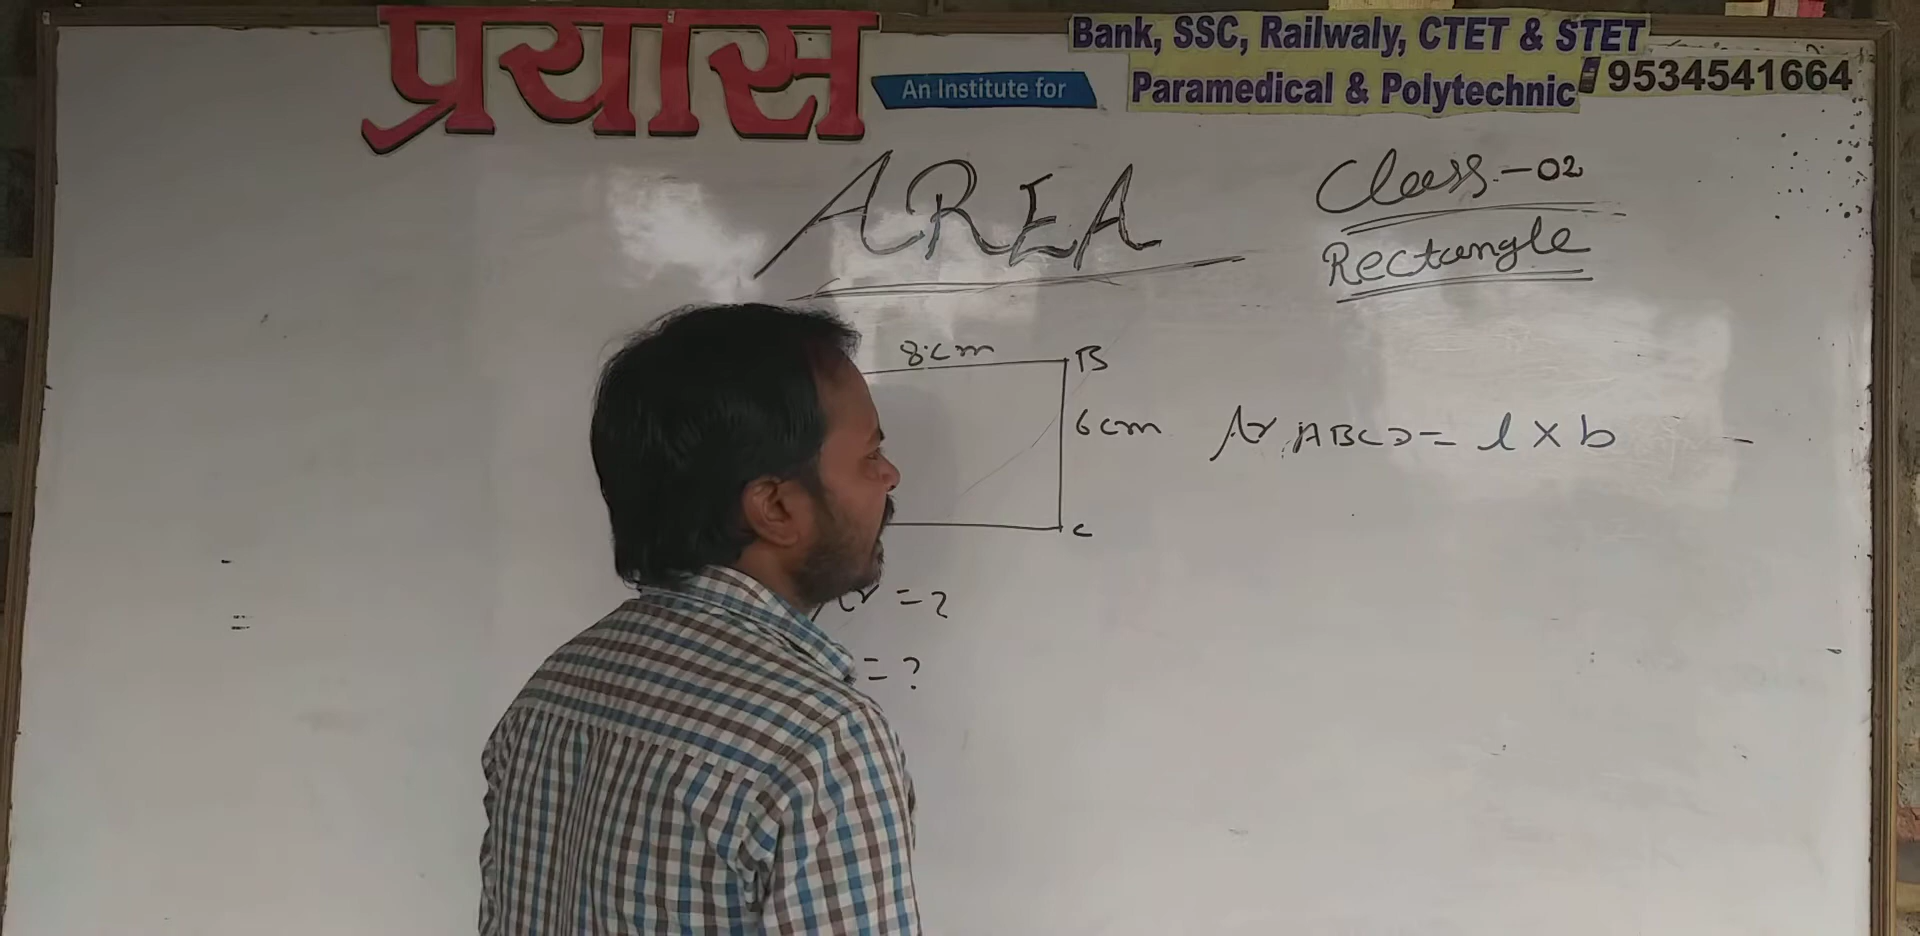 प्रयास
An Institute for
Bank, SSC, Railwaly, CTET & STET
Paramedical & Polytechnic
9534541664
AREA
Class-02
Rectangle
8cm
B
6cm
C
Ar ABCD = l × b
Ar = ?
= ?